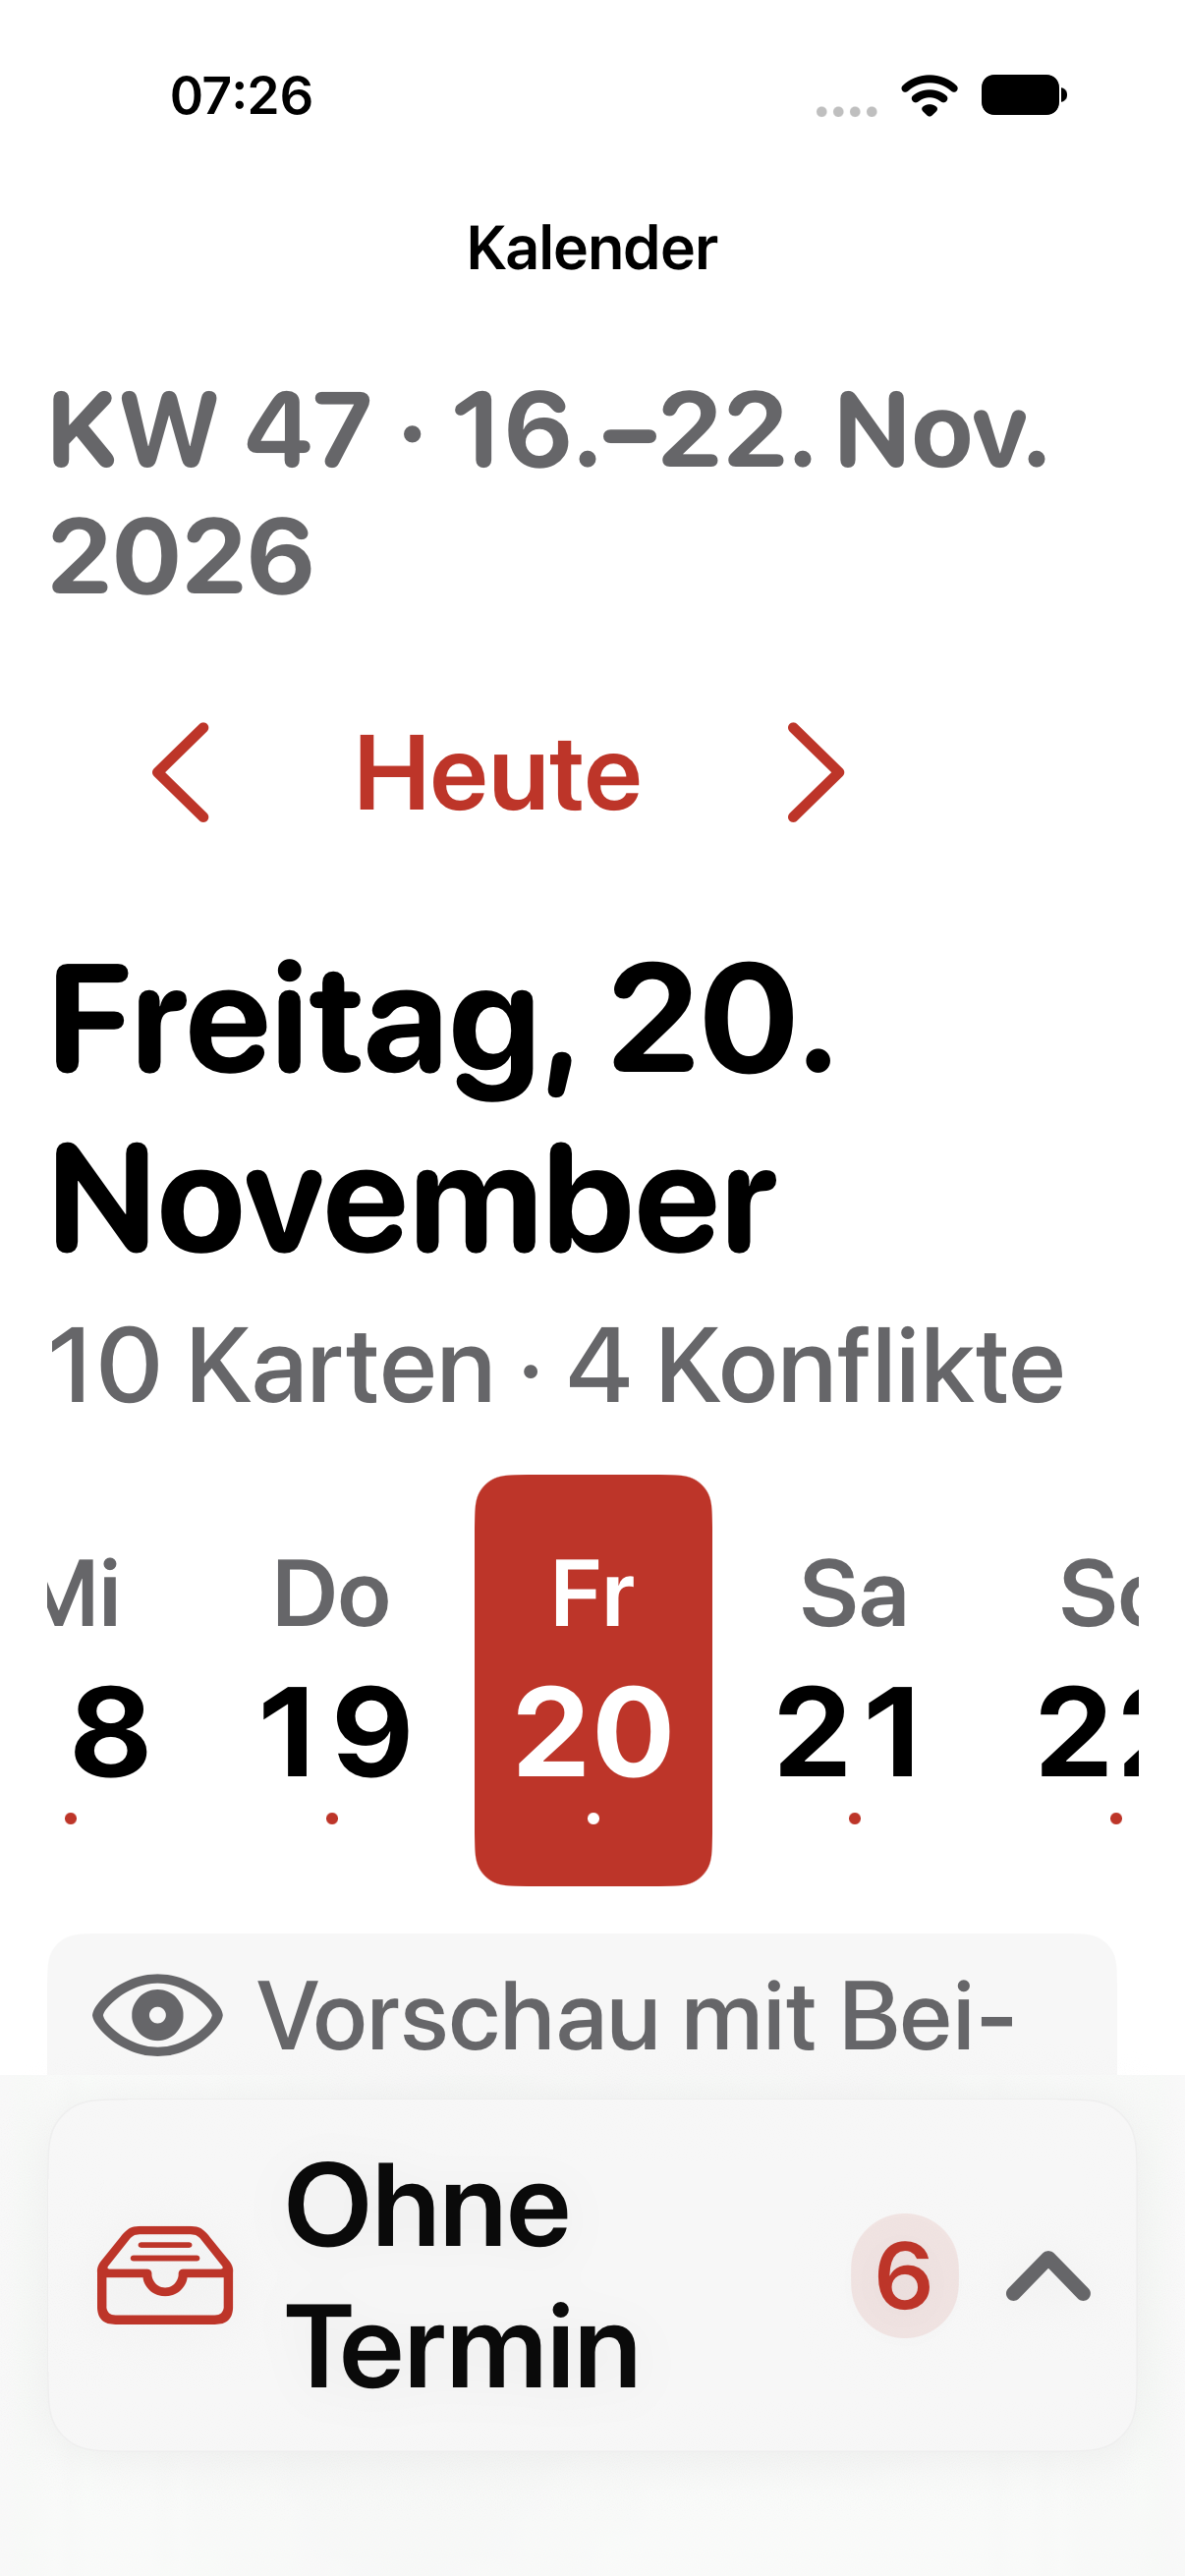 07:26
Kalender
KW 47 · 16.–22. Nov.
2026
Heute
Freitag, 20.
November
10 Karten · 4 Konflikte
Mi Do Fr Sa
8 19 20 21
Vorschau mit Bei-
Ohne
Termin
6